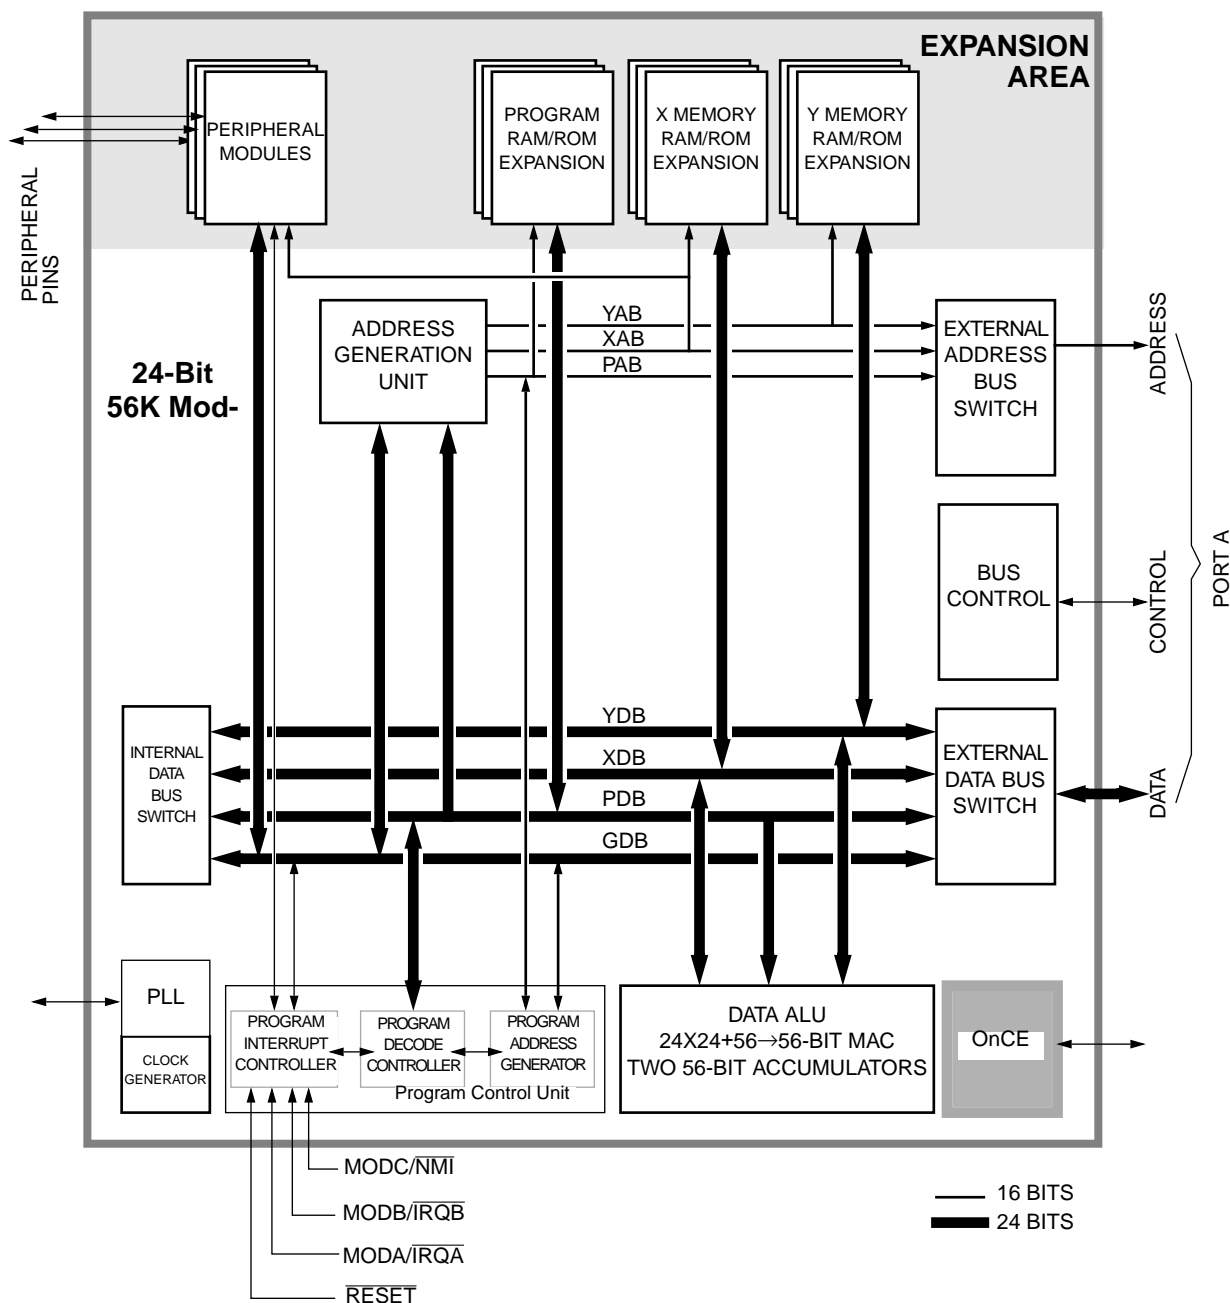 EXPANSION
AREA
PERIPHERAL
MODULES
PROGRAM
RAM/ROM
EXPANSION
X MEMORY
RAM/ROM
EXPANSION
Y MEMORY
RAM/ROM
EXPANSION
PERIPHERAL
PINS
24-Bit
56K Mod-
ADDRESS
GENERATION
UNIT
YAB
XAB
PAB
EXTERNAL
ADDRESS
BUS
SWITCH
ADDRESS
BUS
CONTROL
CONTROL
PORT A
INTERNAL
DATA
BUS
SWITCH
YDB
XDB
PDB
GDB
EXTERNAL
DATA BUS
SWITCH
DATA
PLL
CLOCK
GENERATOR
PROGRAM
INTERRUPT
CONTROLLER
PROGRAM
DECODE
CONTROLLER
PROGRAM
ADDRESS
GENERATOR
Program Control Unit
DATA ALU
24X24+56→56-BIT MAC
TWO 56-BIT ACCUMULATORS
OnCE
MODC/NMI
MODB/IRQB
MODA/IRQA
RESET
16 BITS
24 BITS